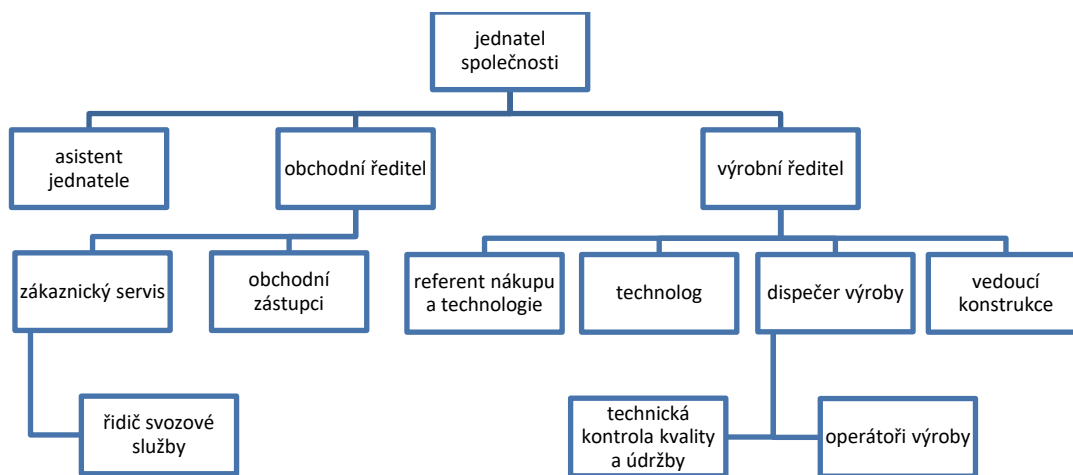 jednatel
společnosti
asistent
jednatele
obchodní ředitel
výrobní ředitel
zákaznický servis
obchodní
zástupci
referent nákupu
a technologie
technolog
dispečer výroby
vedoucí
konstrukce
řidič svozové
služby
technická
kontrola kvality
a údržby
operátoři výroby